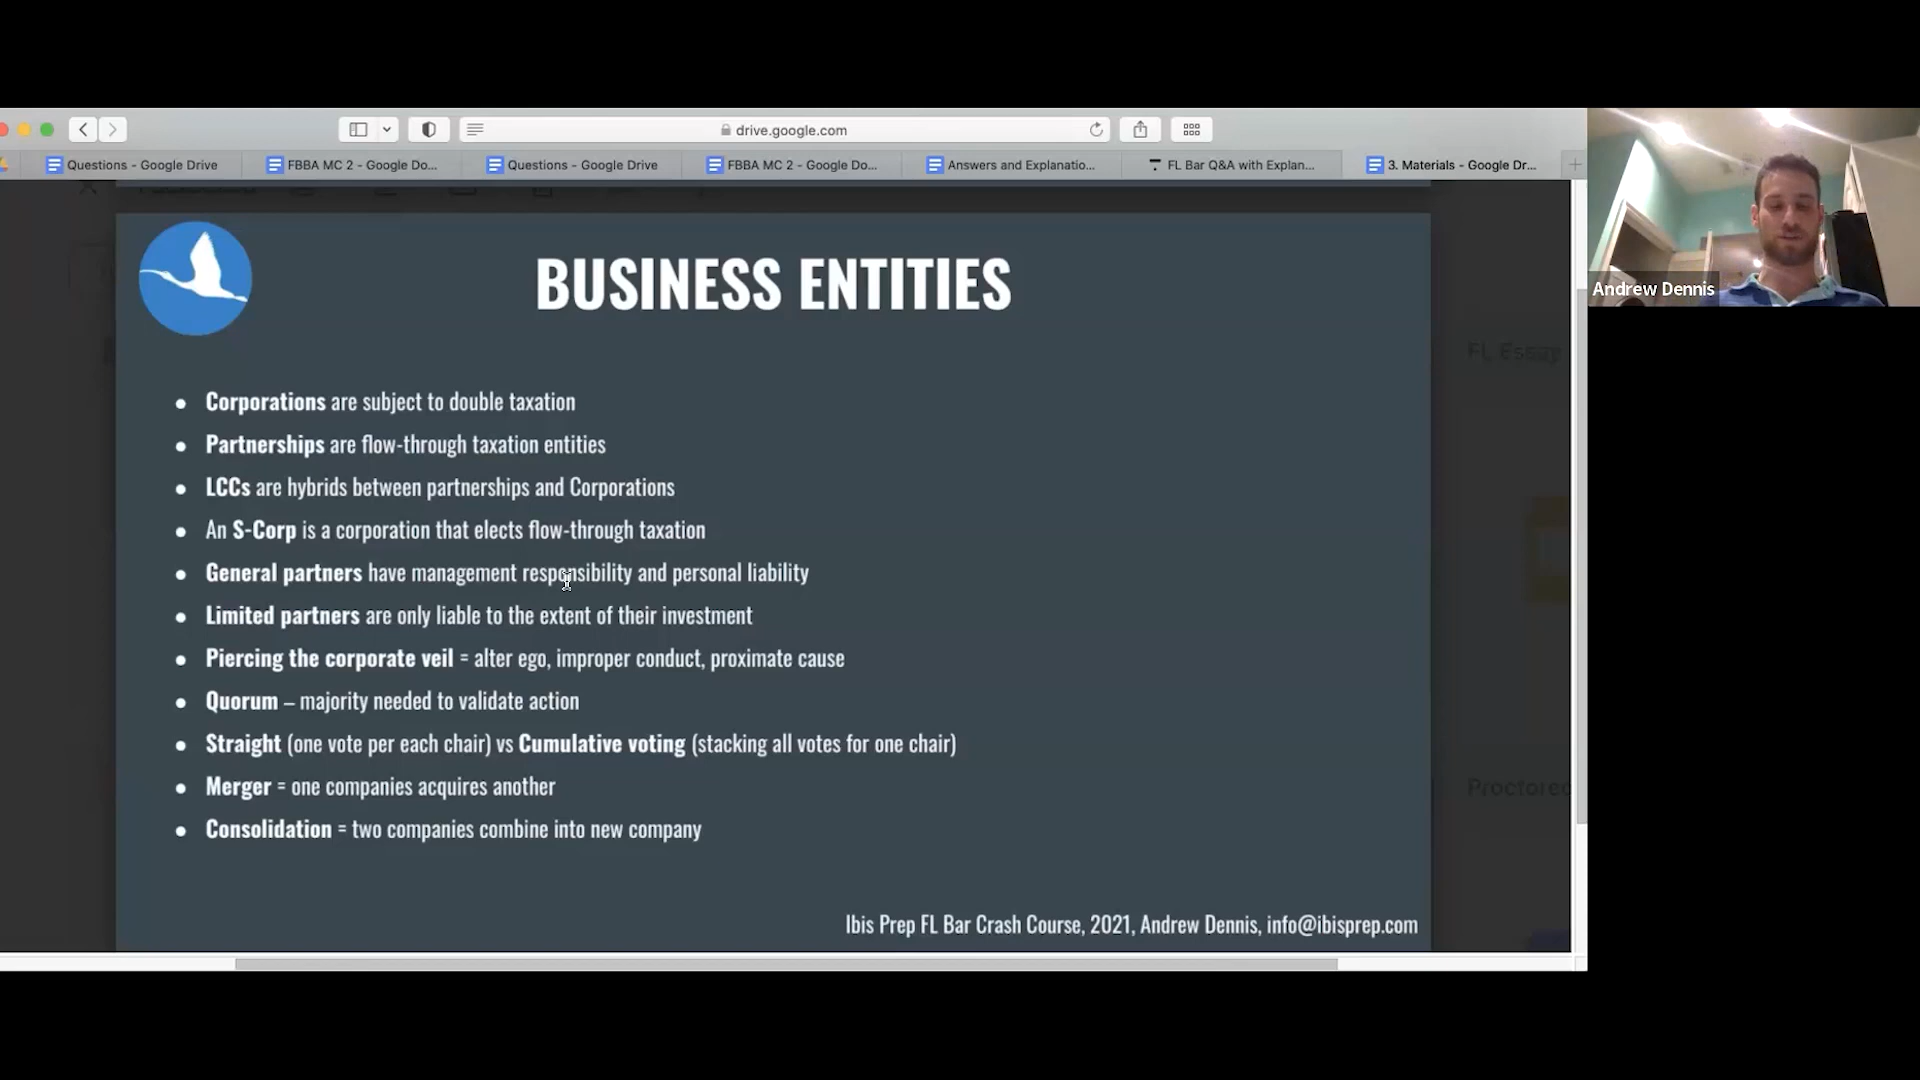 drive.google.com
Questions - Google Drive
FBBA MC 2 - Google Do...
Questions - Google Drive
FBBA MC 2 - Google Do...
Answers and Explanatio...
FL Bar Q&A with Explan...
3. Materials - Google Dr...
BUSINESS ENTITIES
Andrew Dennis
FL Essay
● Corporations are subject to double taxation
● Partnerships are flow-through taxation entities
● LCCs are hybrids between partnerships and Corporations
● An S-Corp is a corporation that elects flow-through taxation
● General partners have management responsibility and personal liability
● Limited partners are only liable to the extent of their investment
● Piercing the corporate veil = alter ego, improper conduct, proximate cause
● Quorum – majority needed to validate action
● Straight (one vote per each chair) vs Cumulative voting (stacking all votes for one chair)
● Merger = one companies acquires another
Proctored
● Consolidation = two companies combine into new company
Ibis Prep FL Bar Crash Course, 2021, Andrew Dennis, info@ibisprep.com